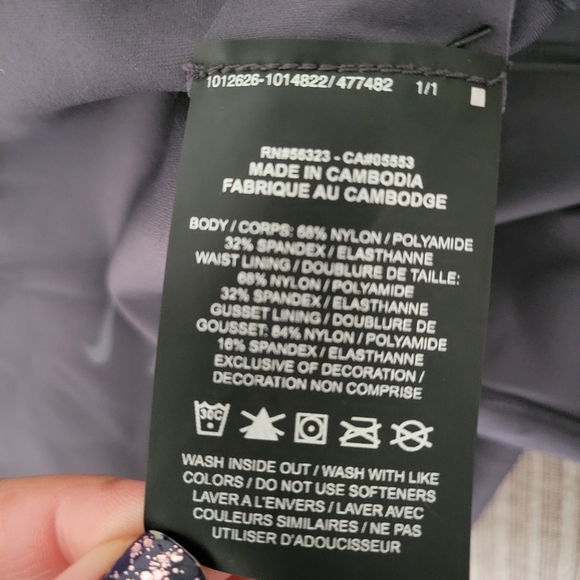 1012626-1014822/ 477482 1/1
RN#56323 - CA#05553
MADE IN CAMBODIA
FABRIQUE AU CAMBODGE
BODY / CORPS: 68% NYLON / POLYAMIDE
32% SPANDEX / ELASTHANNE
WAIST LINING / DOUBLURE DE TAILLE:
68% NYLON / POLYAMIDE
32% SPANDEX / ELASTHANNE
GUSSET LINING / DOUBLURE DE
GOUSSET: 84% NYLON / POLYAMIDE
16% SPANDEX / ELASTHANNE
EXCLUSIVE OF DECORATION /
DECORATION NON COMPRISE
30C
WASH INSIDE OUT / WASH WITH LIKE
COLORS / DO NOT USE SOFTENERS
LAVER A L'ENVERS / LAVER AVEC
COULEURS SIMILAIRES / NE PAS
UTILISER D'ADOUCISSEUR